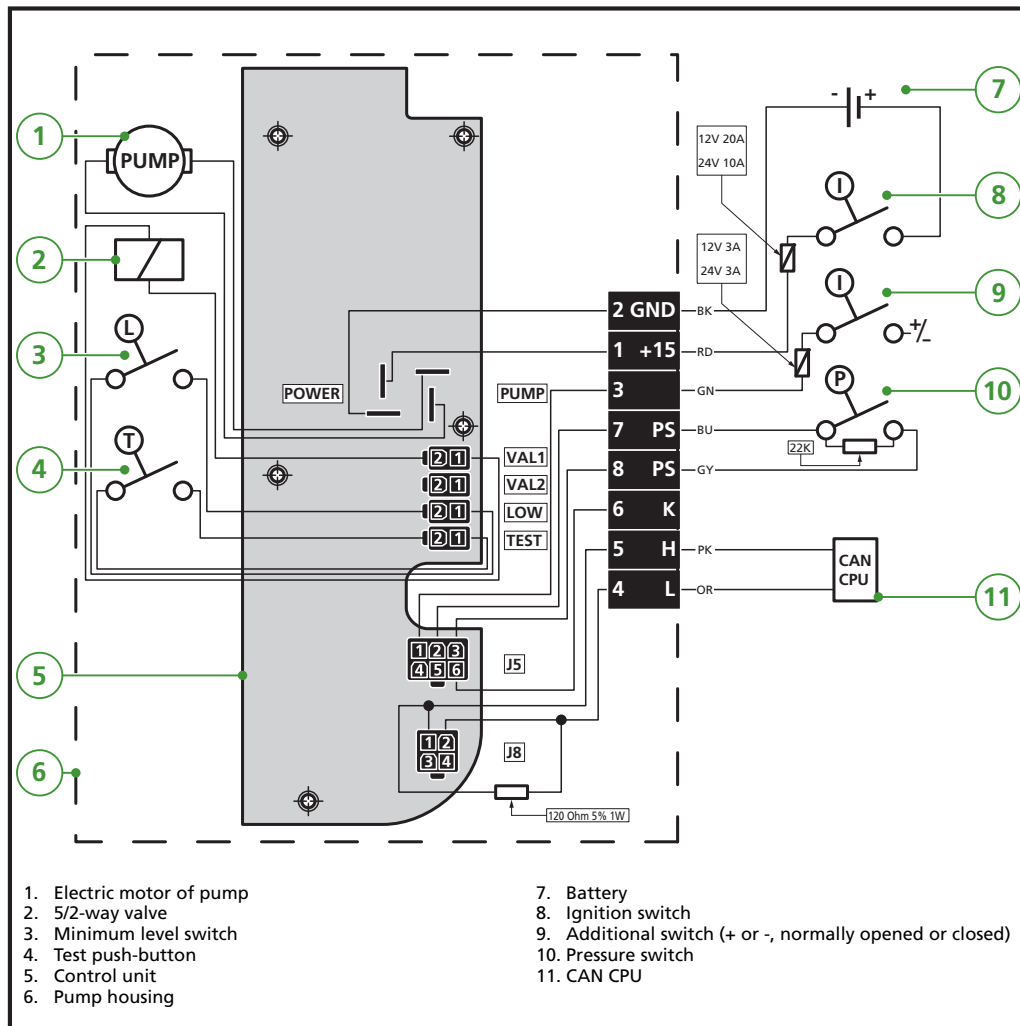 1
PUMP
2
L
3
T
4
5
6
POWER
PUMP
2 1 VAL1
2 1 VAL2
2 1 LOW
2 1 TEST
1 2 3
4 5 6
J5
1 2
3 4
J8
120 Ohm 5% 1W
2 GND BK
1 +15 RD
3 GN
7 PS BU
8 PS GY
6 K
5 H PK
4 L OR
12V 20A
24V 10A
12V 3A
24V 3A
- +
7
I
8
I
9
+/-
P
10
22K
CAN
CPU
11
1. Electric motor of pump
2. 5/2-way valve
3. Minimum level switch
4. Test push-button
5. Control unit
6. Pump housing
7. Battery
8. Ignition switch
9. Additional switch (+ or -, normally opened or closed)
10. Pressure switch
11. CAN CPU